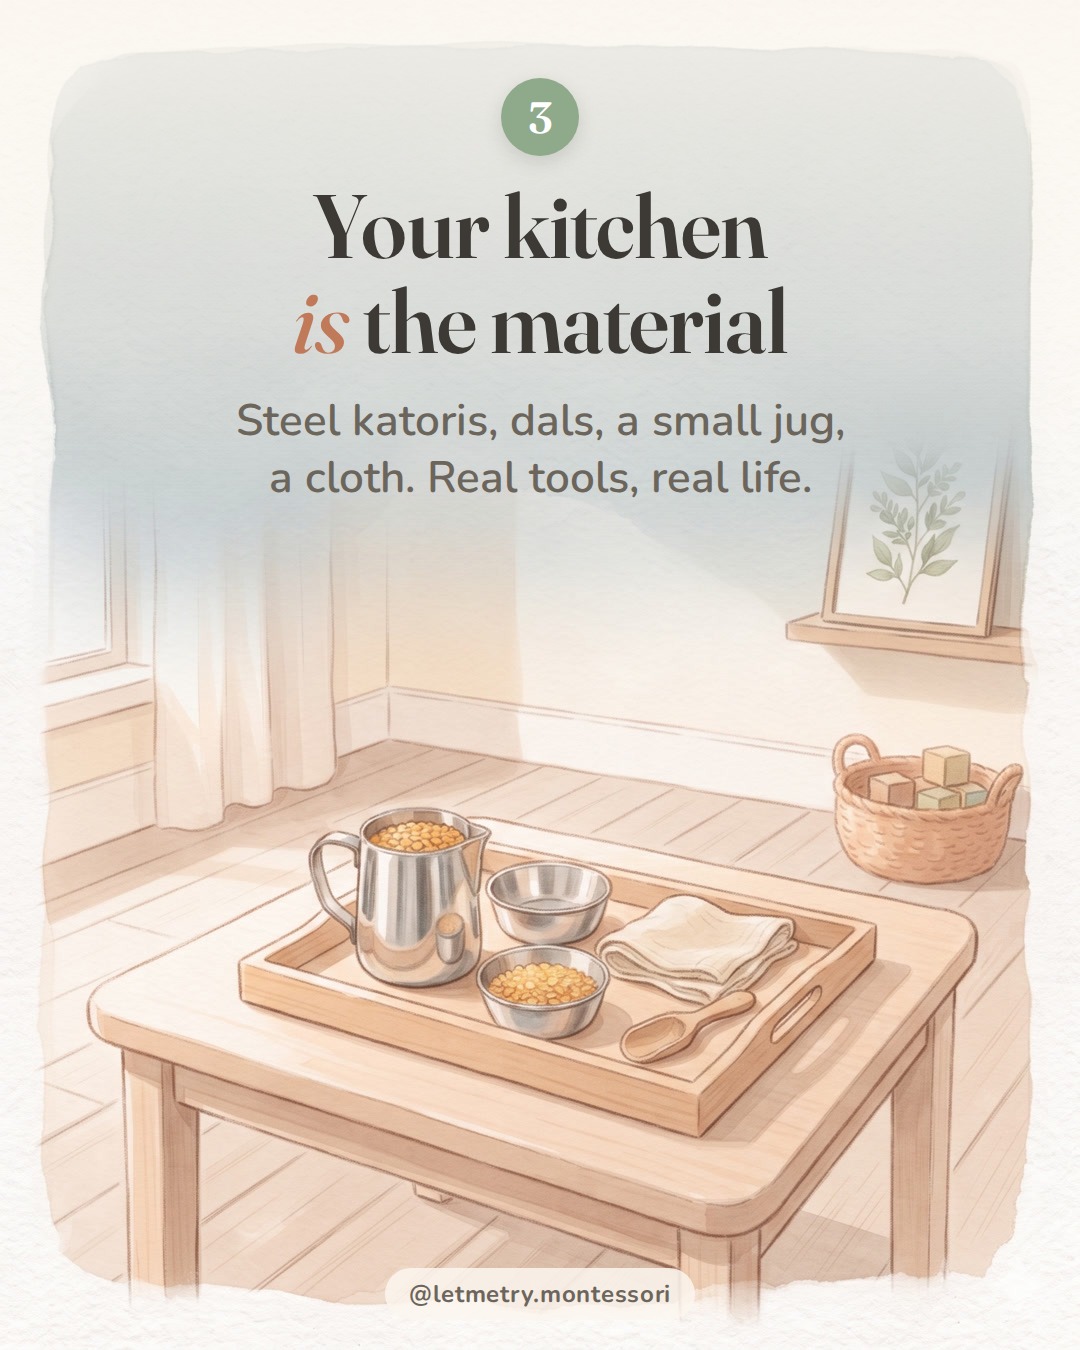 3
Your kitchen
is the material
Steel katoris, dals, a small jug,
a cloth. Real tools, real life.
@letmetry.montessori